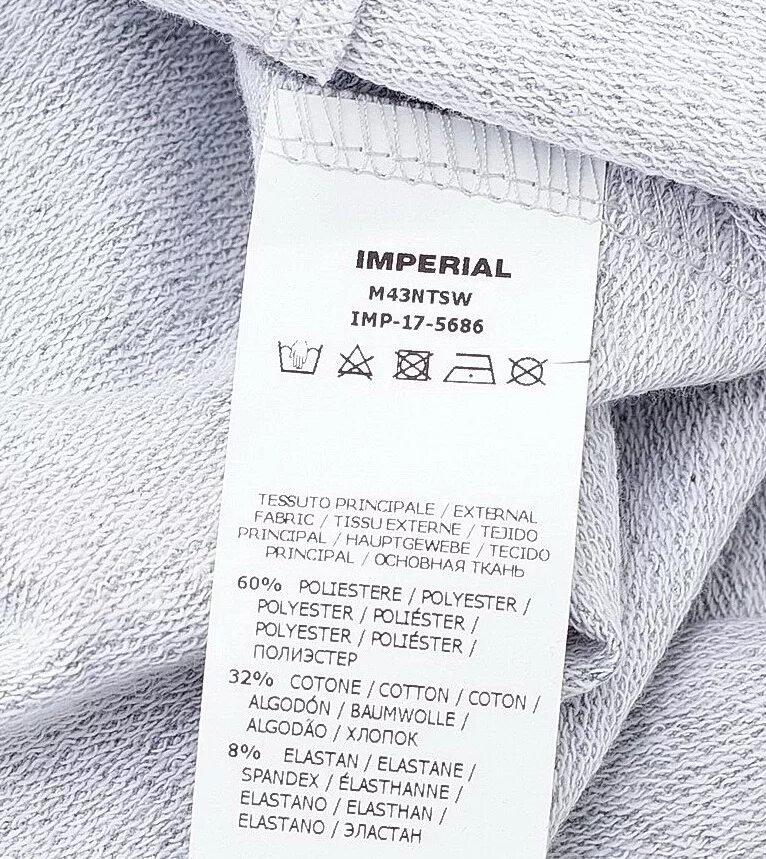 IMPERIAL
M43NTSW
IMP-17-5686
TESSUTO PRINCIPALE / EXTERNAL
FABRIC / TISSU EXTERNE / TEJIDO
PRINCIPAL / HAUPTGEWEBE / TECIDO
PRINCIPAL / ОСНОВНАЯ ТКАНЬ
60% POLIESTERE / POLYESTER /
POLYESTER / POLIÉSTER /
POLYESTER / POLIÉSTER /
ПОЛИЭСТЕР
32% COTONE / COTTON / COTON /
ALGODÓN / BAUMWOLLE /
ALGODÃO / ХЛОПОК
8% ELASTAN / ELASTANE /
SPANDEX / ÉLASTHANNE /
ELASTANO / ELASTHAN /
ELASTANO / ЭЛАСТАН